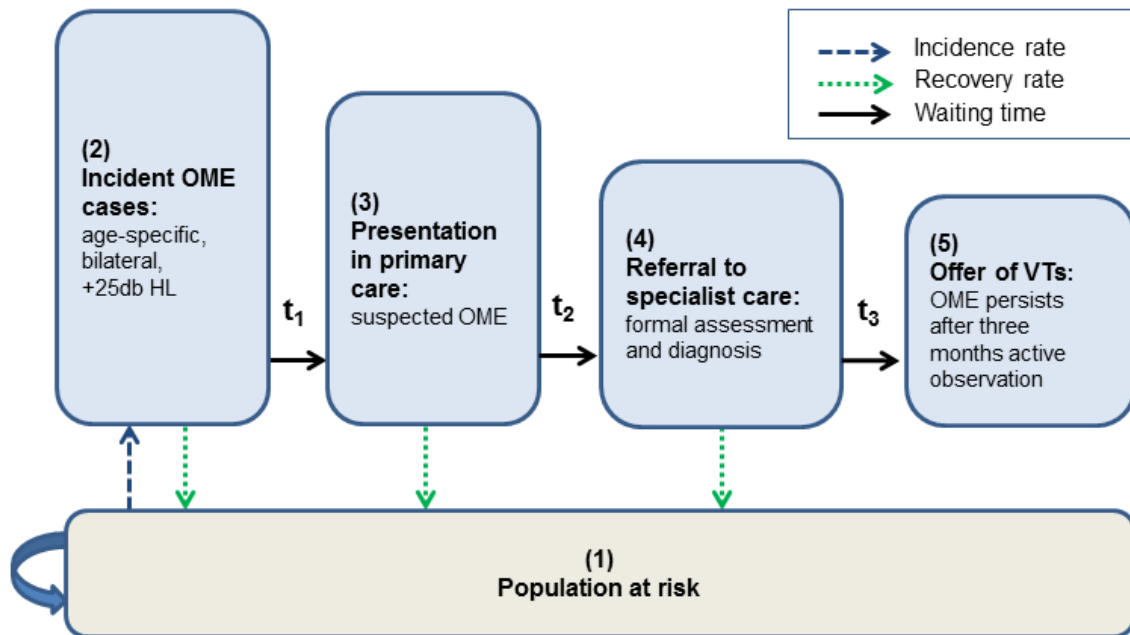 Incidence rate
Recovery rate
Waiting time
(2)
Incident OME
cases:
age-specific,
bilateral,
+25db HL
t1
(3)
Presentation
in primary
care:
suspected OME
t2
(4)
Referral to
specialist care:
formal assessment
and diagnosis
t3
(5)
Offer of VTs:
OME persists
after three
months active
observation
(1)
Population at risk